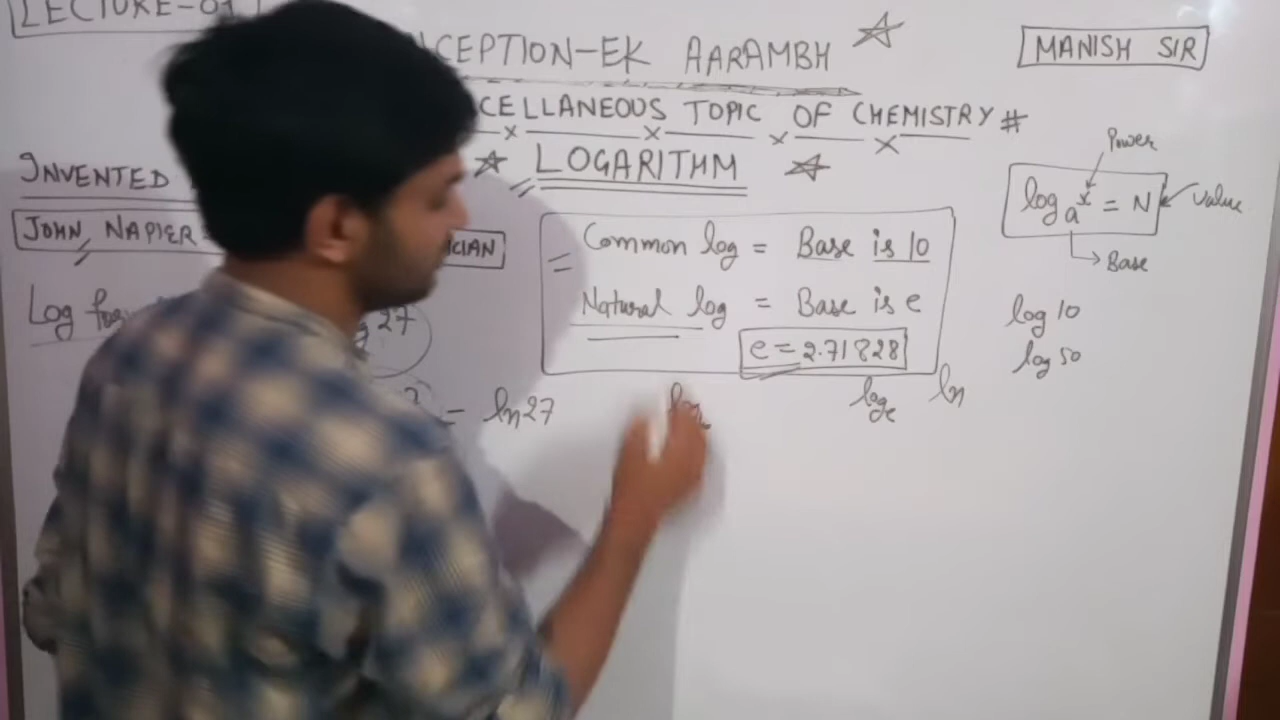 LECTURE-01
CEPTION-EK AARAMBH
MANISH SIR
CELLANEOUS TOPIC OF CHEMISTRY #
LOGARITHM
INVENTED
JOHN NAPIER
ICIAN
Power
log a^x = N
Value
Base
= Common log = Base is 10
Natural log = Base is e
e = 2.71828
Log
27
= ln27
log
logₑ
ln
log 10
log 50